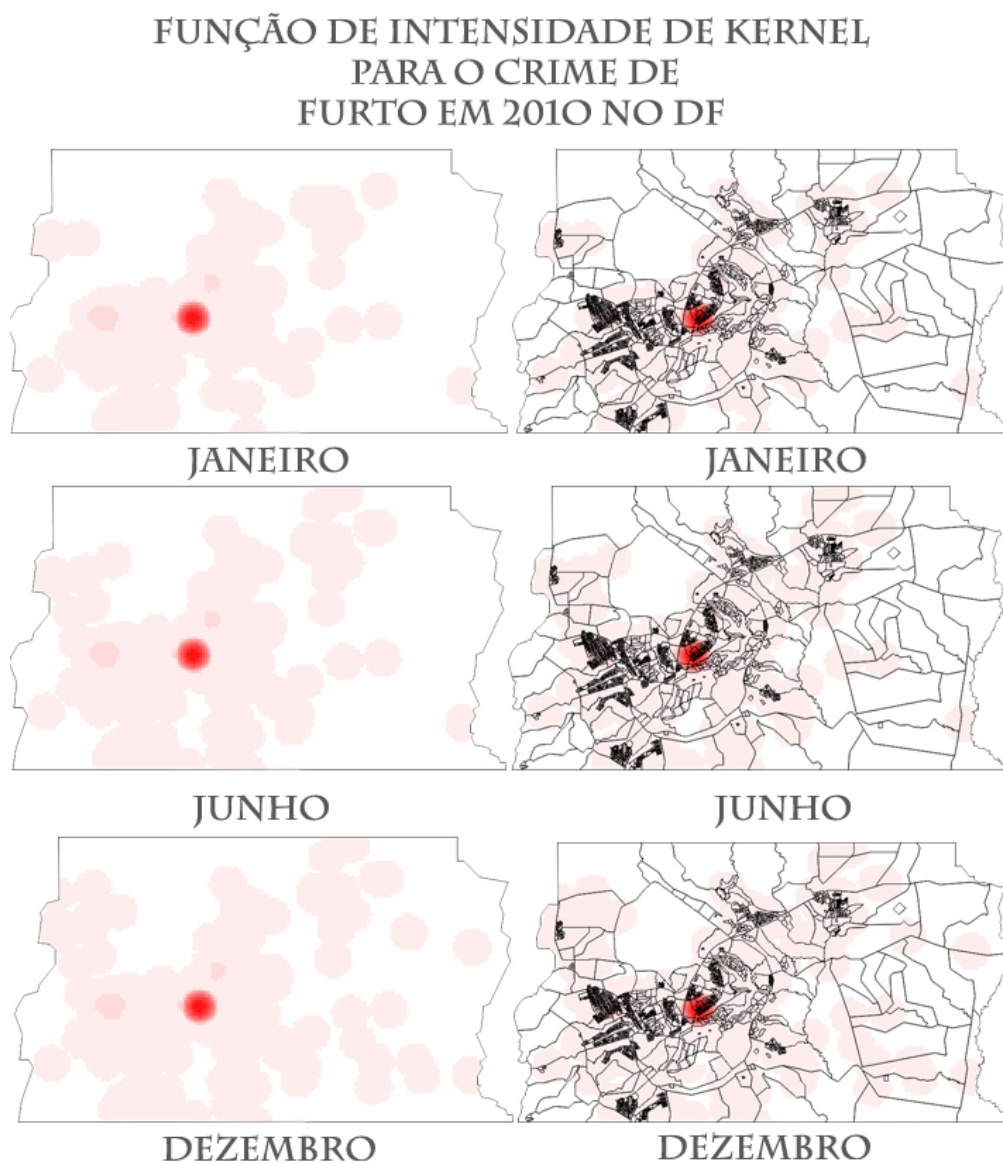 FUNÇÃO DE INTENSIDADE DE KERNEL
PARA O CRIME DE
FURTO EM 2010 NO DF
JANEIRO
JANEIRO
JUNHO
JUNHO
DEZEMBRO
DEZEMBRO